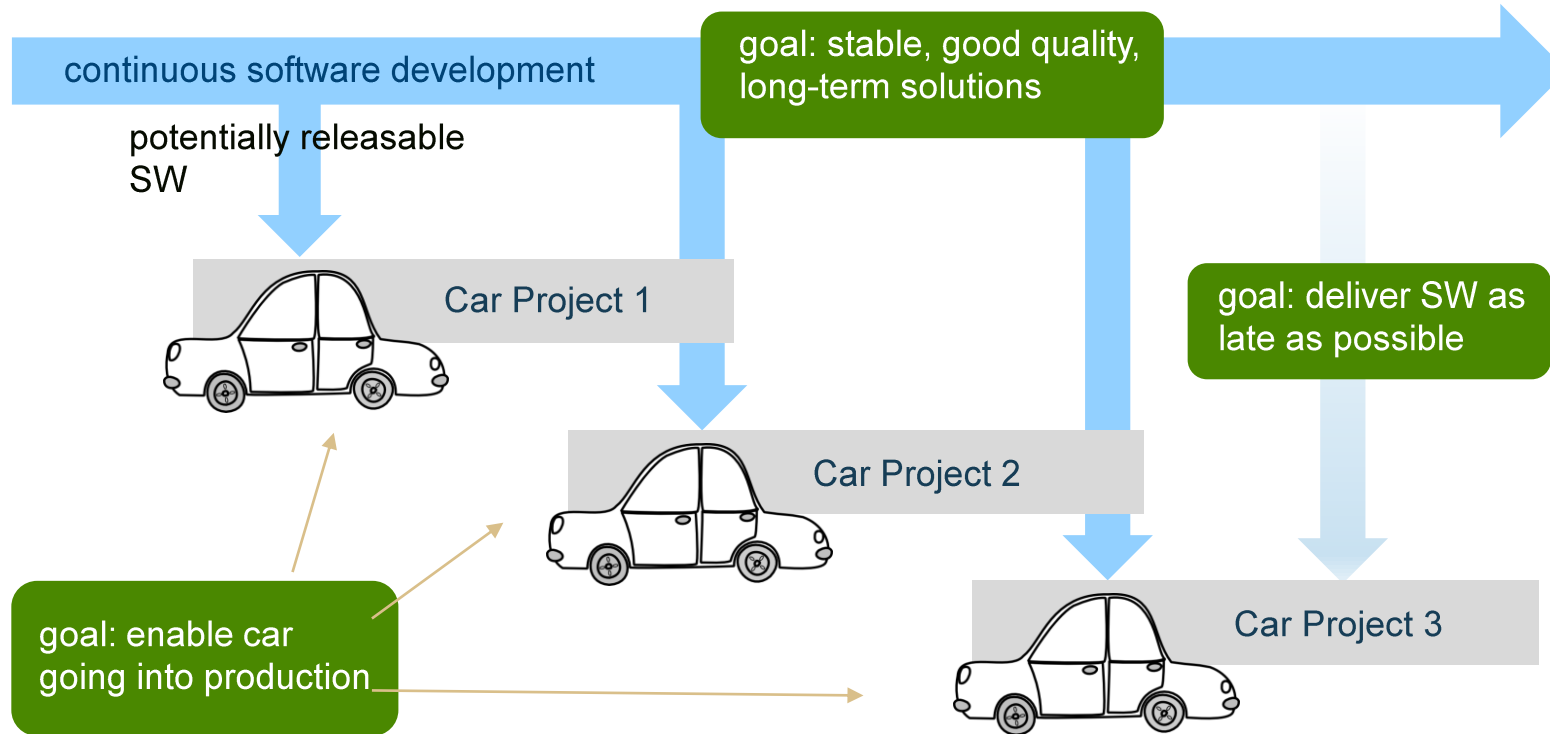 continuous software development
goal: stable, good quality,
long-term solutions
potentially releasable
SW
Car Project 1
goal: deliver SW as
late as possible
Car Project 2
goal: enable car
going into production
Car Project 3